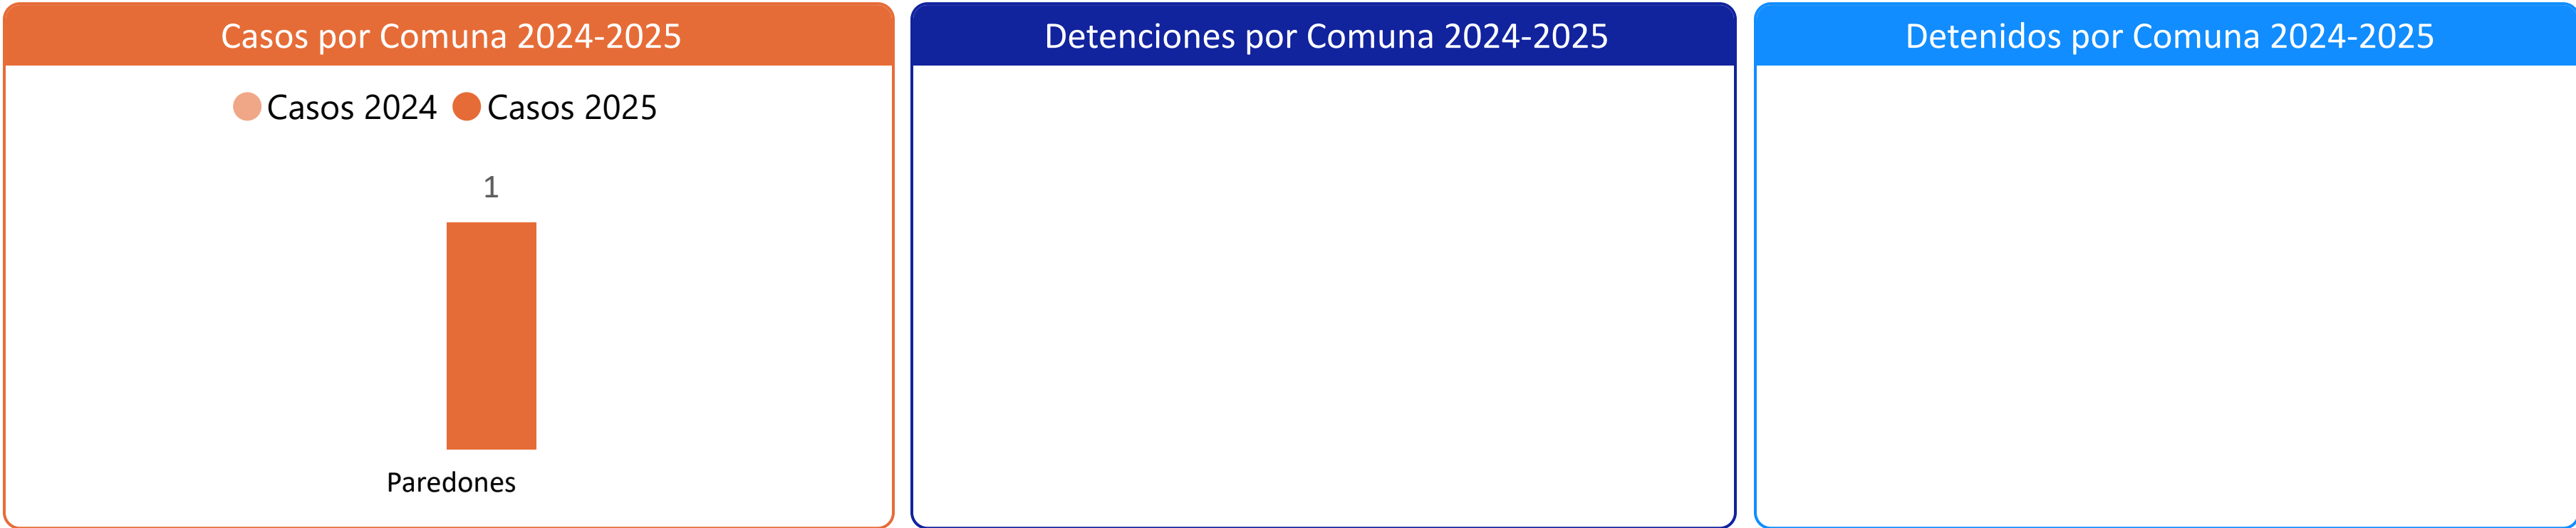 Casos por Comuna 2024-2025
Casos 2024 Casos 2025
1
Paredones
Detenciones por Comuna 2024-2025
Detenidos por Comuna 2024-2025